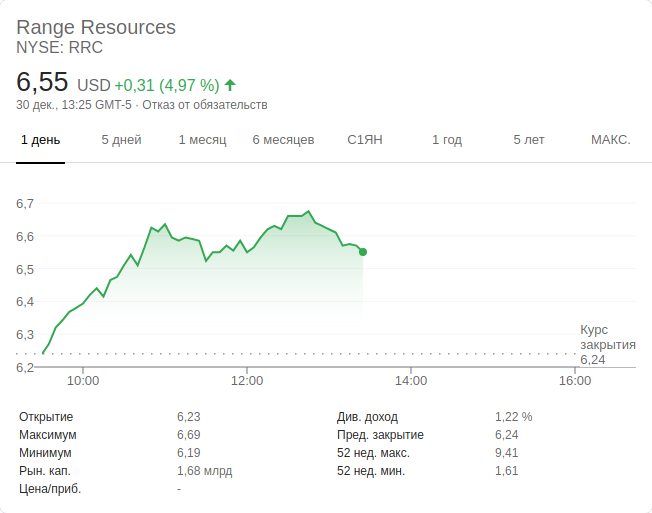 Range Resources
NYSE: RRC
6,55 USD +0,31 (4,97 %)
30 дек., 13:25 GMT-5 · Отказ от обязательств
1 день 5 дней 1 месяц 6 месяцев С1ЯН 1 год 5 лет МАКС.
6,7
6,6
6,5
6,4
6,3
6,2
Курс
закрытия
6,24
10:00 12:00 14:00 16:00
Открытие 6,23 Див. доход 1,22 %
Максимум 6,69 Пред. закрытие 6,24
Минимум 6,19 52 нед. макс. 9,41
Рын. кап. 1,68 млрд 52 нед. мин. 1,61
Цена/приб. -